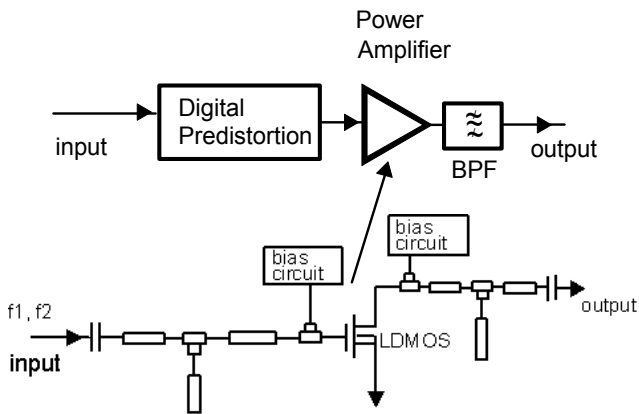 Power
Amplifier
Digital
Predistortion
input
BPF
output
bias
circuit
bias
circuit
f1, f2
input
LDMOS
output